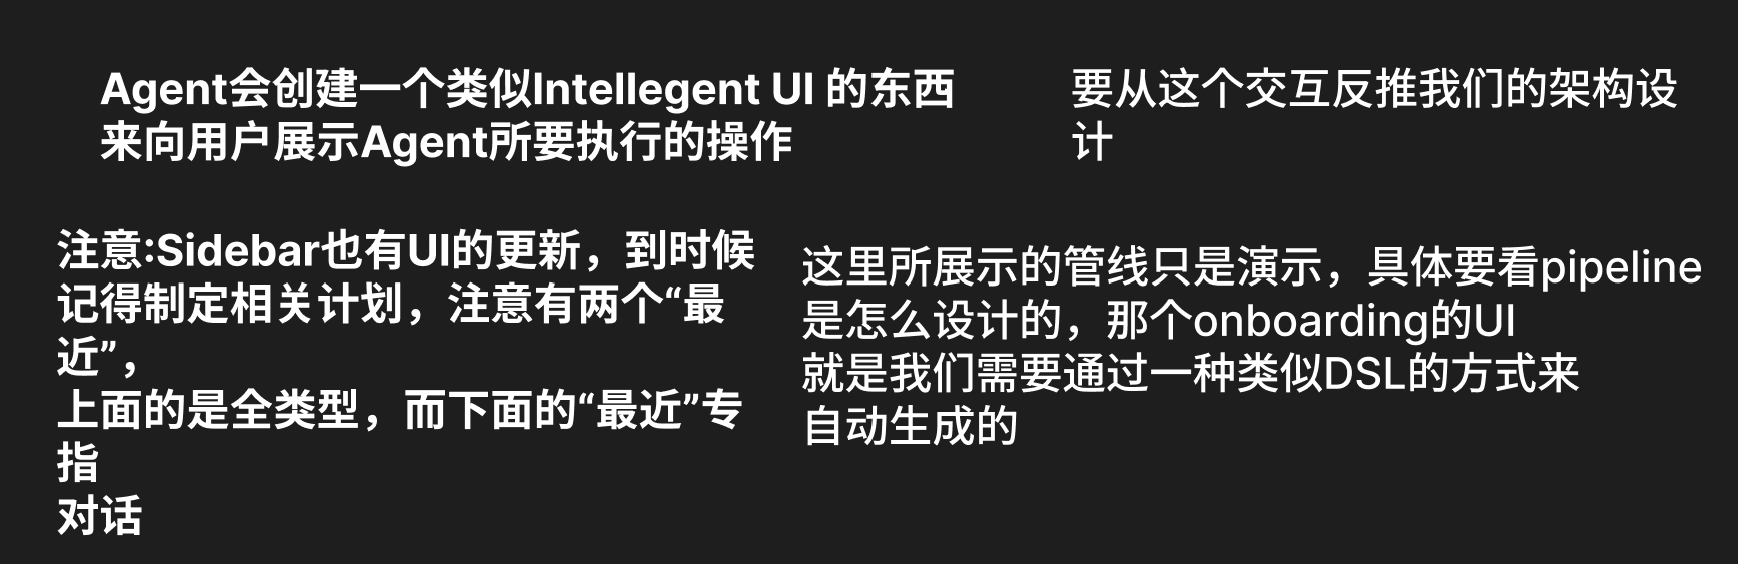 Agent会创建一个类似Intellegent UI 的东西
来向用户展示Agent所要执行的操作
要从这个交互反推我们的架构设
计
注意:Sidebar也有UI的更新，到时候
记得制定相关计划，注意有两个“最
近”，
上面的是全类型，而下面的“最近”专
指
对话
这里所展示的管线只是演示，具体要看pipeline
是怎么设计的，那个onboarding的UI
就是我们需要通过一种类似DSL的方式来
自动生成的